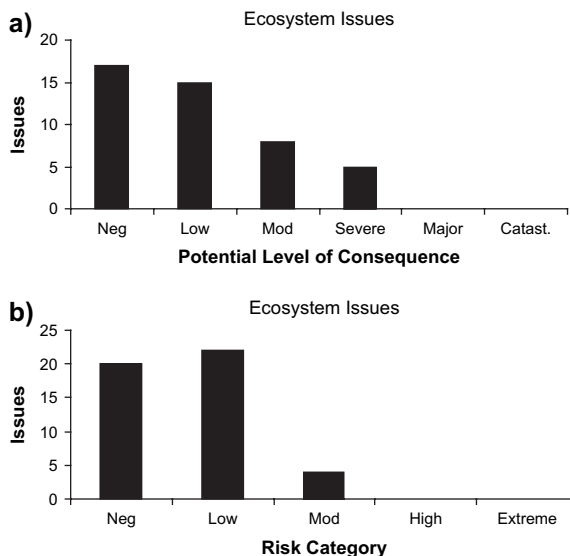 a)
Ecosystem Issues
20
15
10
5
0
Issues
Neg Low Mod Severe Major Catast.
Potential Level of Consequence
b)
Ecosystem Issues
25
20
15
10
5
0
Issues
Neg Low Mod High Extreme
Risk Category